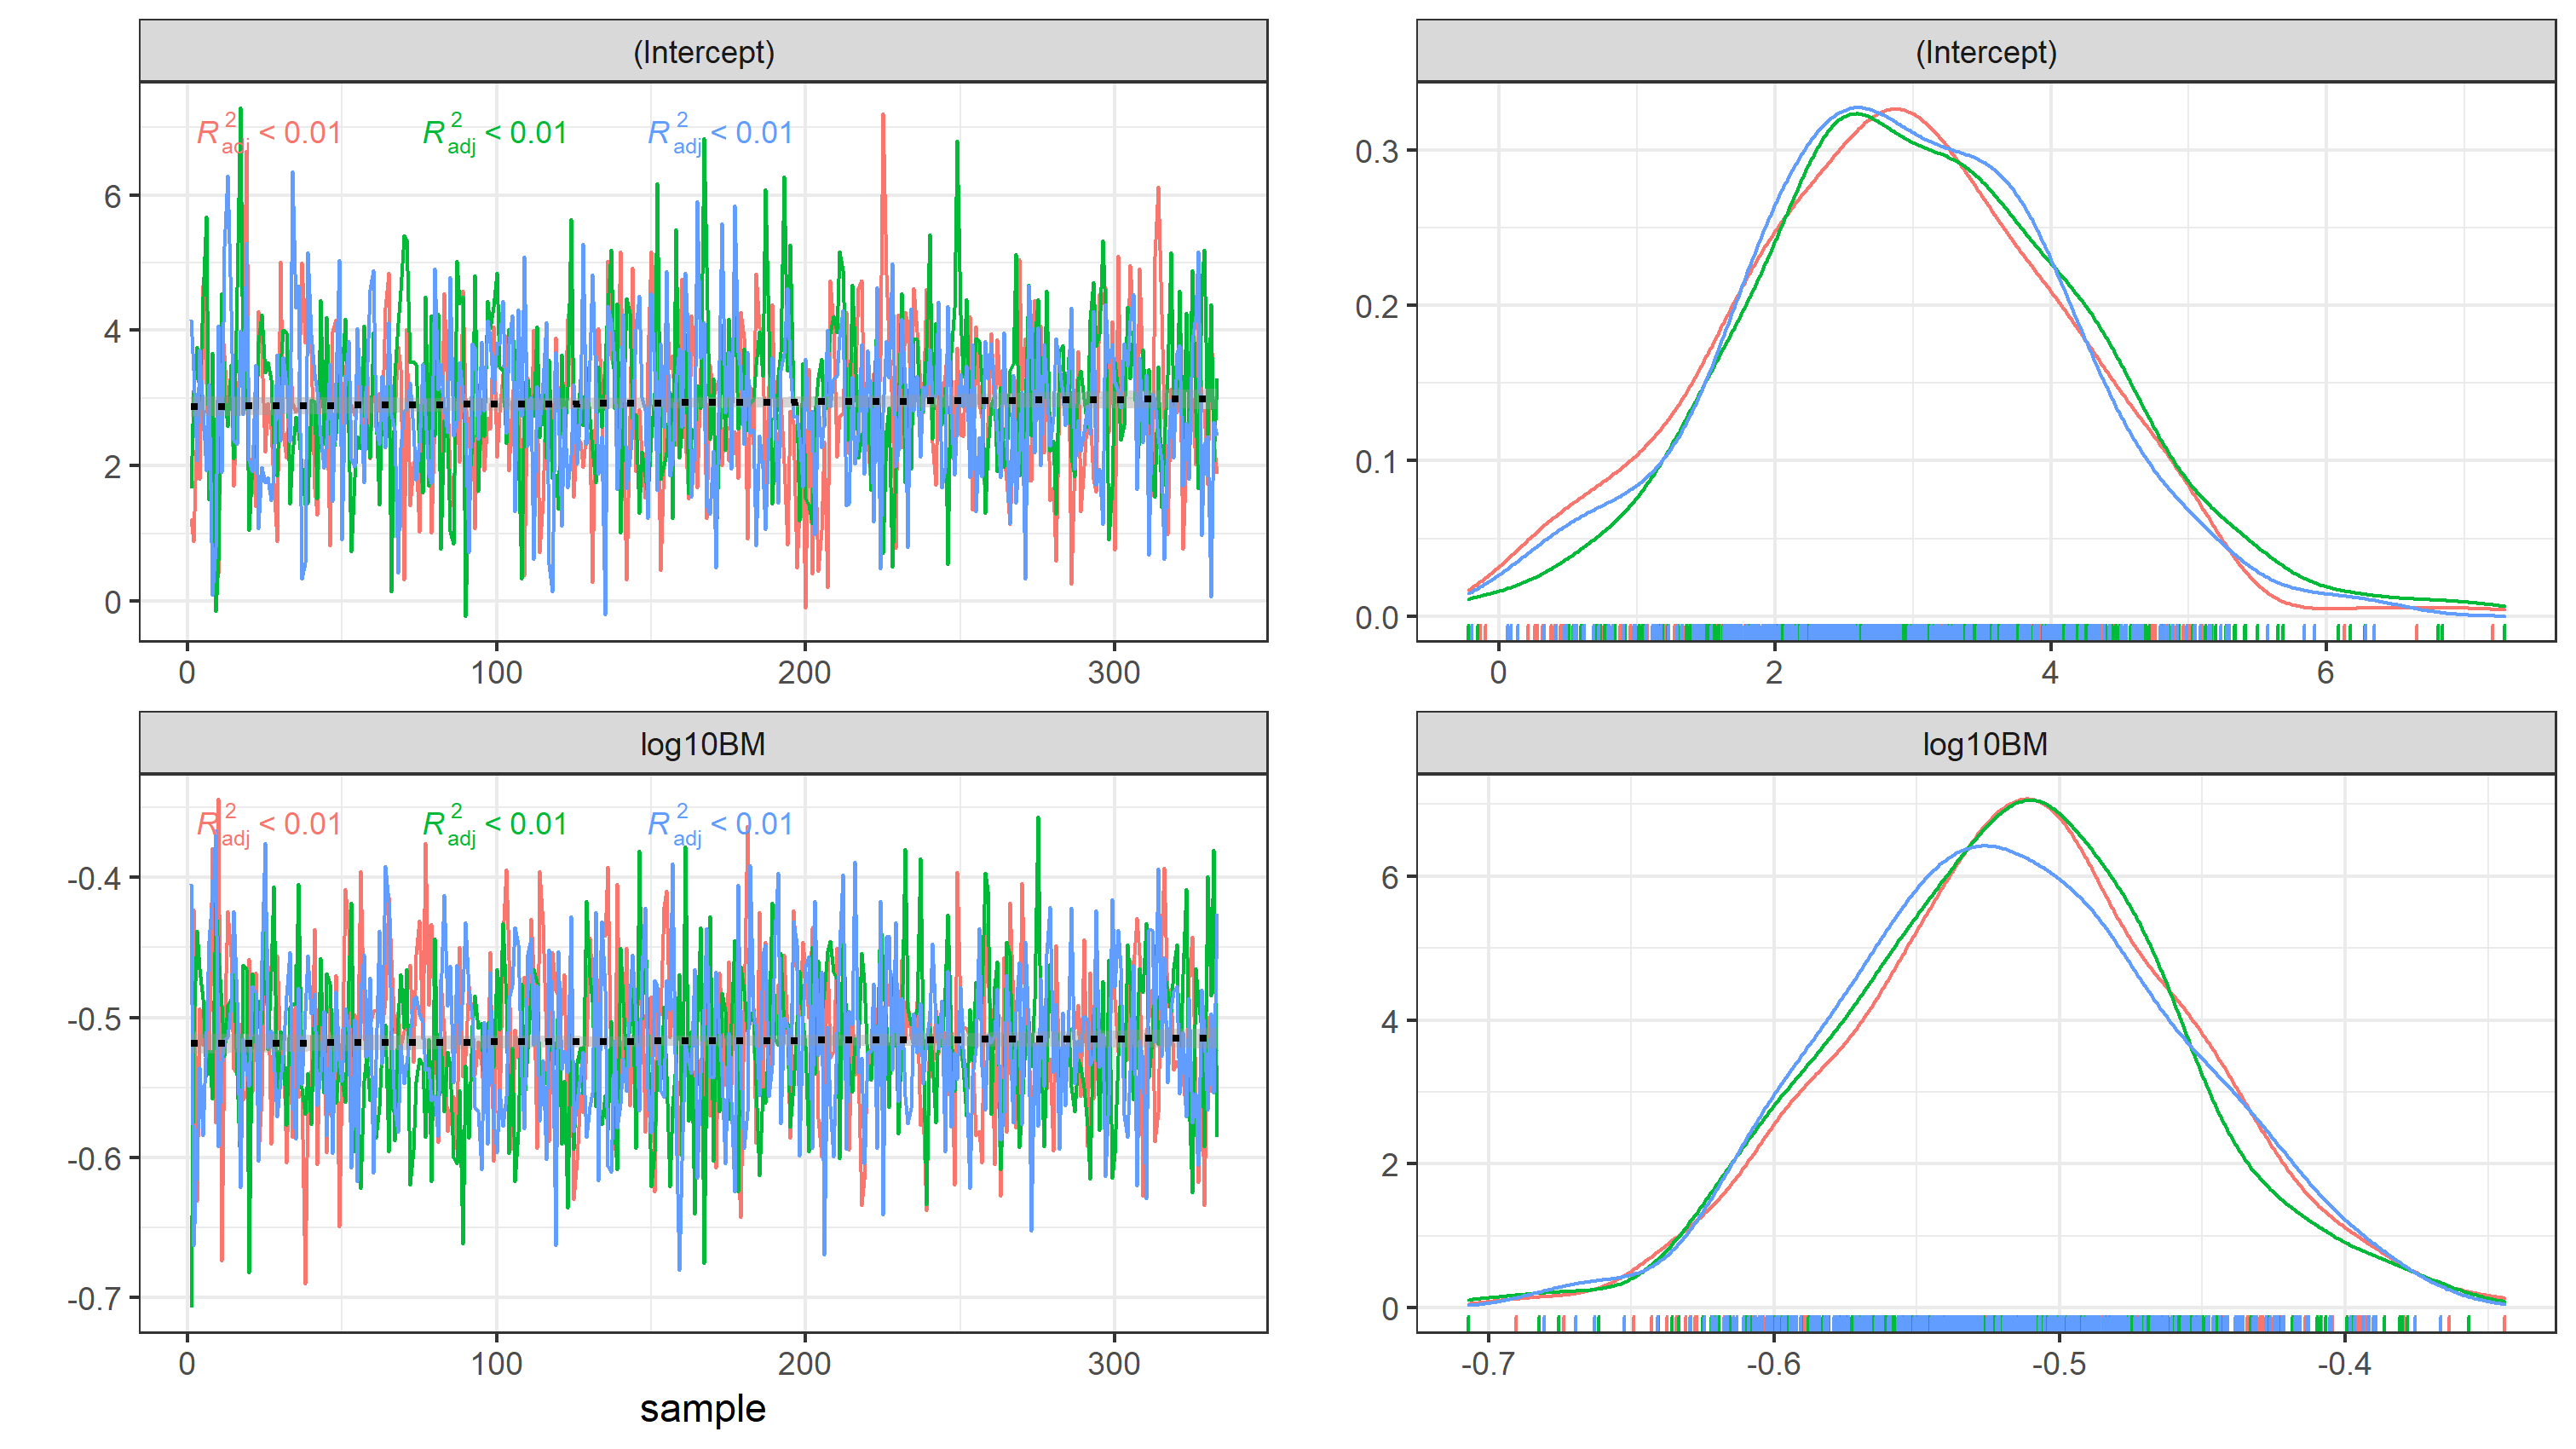 (Intercept)
R²adj < 0.01 R²adj < 0.01 R²adj < 0.01
6
4
2
0
0 100 200 300
(Intercept)
0.3
0.2
0.1
0.0
0 2 4 6
log10BM
R²adj < 0.01 R²adj < 0.01 R²adj < 0.01
-0.4
-0.5
-0.6
-0.7
0 100 200 300
sample
log10BM
6
4
2
0
-0.7 -0.6 -0.5 -0.4